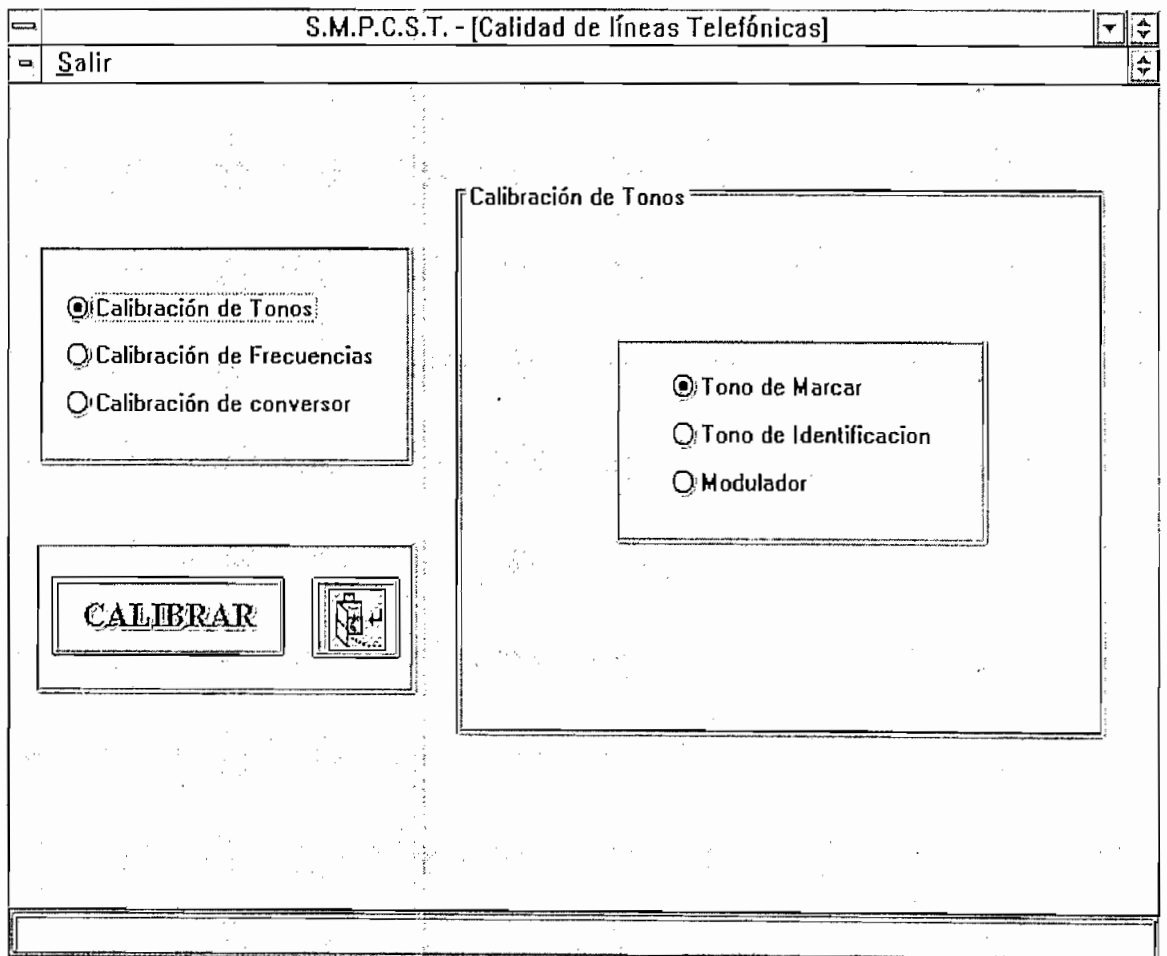 S.M.P.C.S.T. - [Calidad de líneas Telefónicas]
Salir
Calibración de Tonos
Calibración de Frecuencias
Calibración de conversor
CALIBRAR
Calibración de Tonos
Tono de Marcar
Tono de Identificacion
Modulador